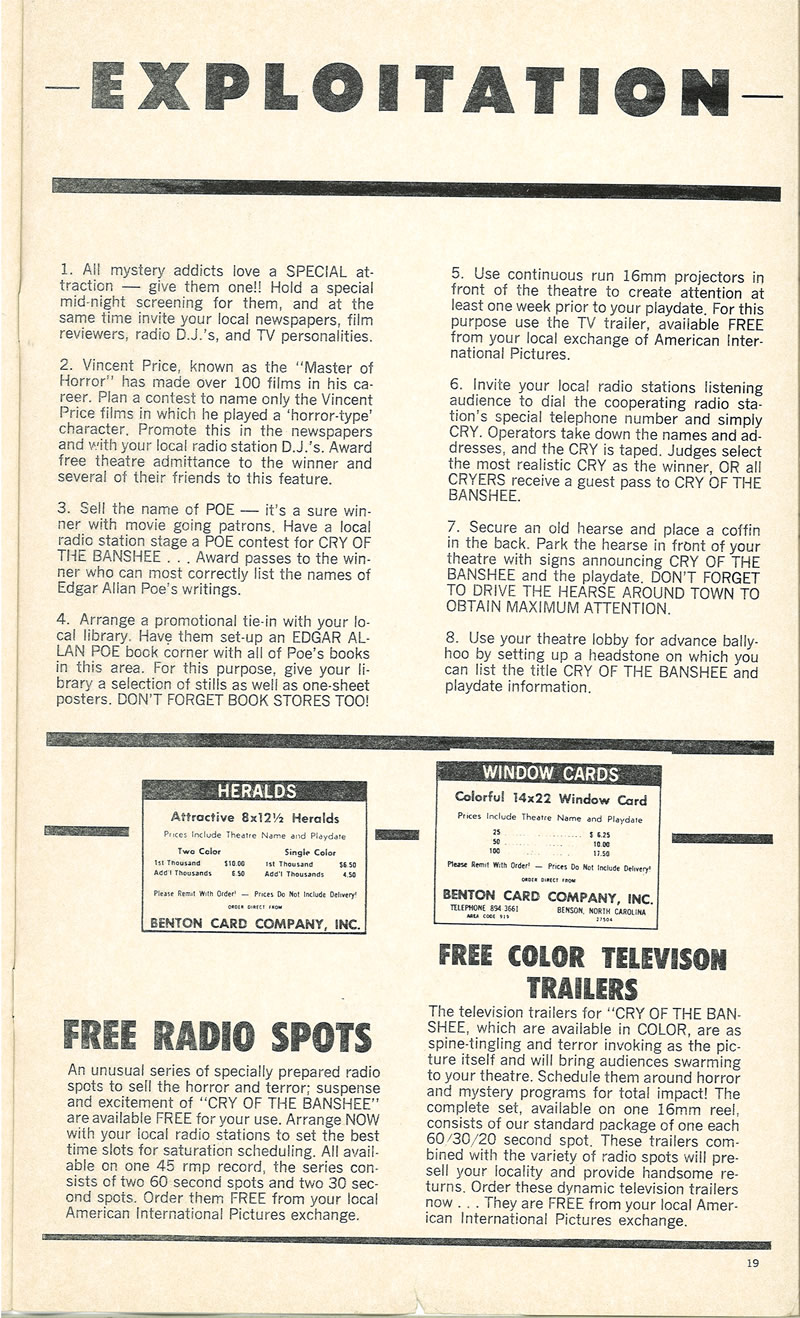 EXPLOITATION
1. All mystery addicts love a SPECIAL at-
traction — give them one!! Hold a special
mid-night screening for them, and at the
same time invite your local newspapers, film
reviewers, radio D.J.'s, and TV personalities.
2. Vincent Price, known as the "Master of
Horror" has made over 100 films in his ca-
reer. Plan a contest to name only the Vincent
Price films in which he played a 'horror-type'
character. Promote this in the newspapers
and with your local radio station D.J.'s. Award
free theatre admittance to the winner and
several of their friends to this feature.
3. Sell the name of POE — it's a sure win-
ner with movie going patrons. Have a local
radio station stage a POE contest for CRY OF
THE BANSHEE . . . Award passes to the win-
ner who can most correctly list the names of
Edgar Allan Poe's writings.
4. Arrange a promotional tie-in with your lo-
cal library. Have them set-up an EDGAR AL-
LAN POE book corner with all of Poe's books
in this area. For this purpose, give your li-
brary a selection of stills as well as one-sheet
posters. DON'T FORGET BOOK STORES TOO!
5. Use continuous run 16mm projectors in
front of the theatre to create attention at
least one week prior to your playdate. For this
purpose use the TV trailer, available FREE
from your local exchange of American Inter-
national Pictures.
6. Invite your local radio stations listening
audience to dial the cooperating radio sta-
tion's special telephone number and simply
CRY. Operators take down the names and ad-
dresses, and the CRY is taped. Judges select
the most realistic CRY as the winner, OR all
CRYERS receive a guest pass to CRY OF THE
BANSHEE.
7. Secure an old hearse and place a coffin
in the back. Park the hearse in front of your
theatre with signs announcing CRY OF THE
BANSHEE and the playdate. DON'T FORGET
TO DRIVE THE HEARSE AROUND TOWN TO
OBTAIN MAXIMUM ATTENTION.
8. Use your theatre lobby for advance bally-
hoo by setting up a headstone on which you
can list the title CRY OF THE BANSHEE and
playdate information.
HERALDS
Attractive 8x12½ Heralds
Prices Include Theatre Name and Playdate
Two Color Single Color
1st Thousand $10.00 1st Thousand $6.50
Add'l Thousands 6.50 Add'l Thousands 4.50
Please Remit With Order! — Prices Do Not Include Delivery!
ORDER DIRECT FROM
BENTON CARD COMPANY, INC.
WINDOW CARDS
Colorful 14x22 Window Card
Prices Include Theatre Name and Playdate
25 ..................... $ 6.25
50 ..................... 10.00
100 ..................... 17.50
Please Remit With Order! — Prices Do Not Include Delivery!
ORDER DIRECT FROM
BENTON CARD COMPANY, INC.
TELEPHONE 894 3661 BENSON, NORTH CAROLINA
AREA CODE 919 27504
FREE RADIO SPOTS
An unusual series of specially prepared radio
spots to sell the horror and terror; suspense
and excitement of "CRY OF THE BANSHEE"
are available FREE for your use. Arrange NOW
with your local radio stations to set the best
time slots for saturation scheduling. All avail-
able on one 45 rmp record, the series con-
sists of two 60 second spots and two 30 sec-
ond spots. Order them FREE from your local
American International Pictures exchange.
FREE COLOR TELEVISON
TRAILERS
The television trailers for "CRY OF THE BAN-
SHEE, which are available in COLOR, are as
spine-tingling and terror invoking as the pic-
ture itself and will bring audiences swarming
to your theatre. Schedule them around horror
and mystery programs for total impact! The
complete set, available on one 16mm reel,
consists of our standard package of one each
60/30/20 second spot. These trailers com-
bined with the variety of radio spots will pre-
sell your locality and provide handsome re-
turns. Order these dynamic television trailers
now . . . They are FREE from your local Amer-
ican International Pictures exchange.
19